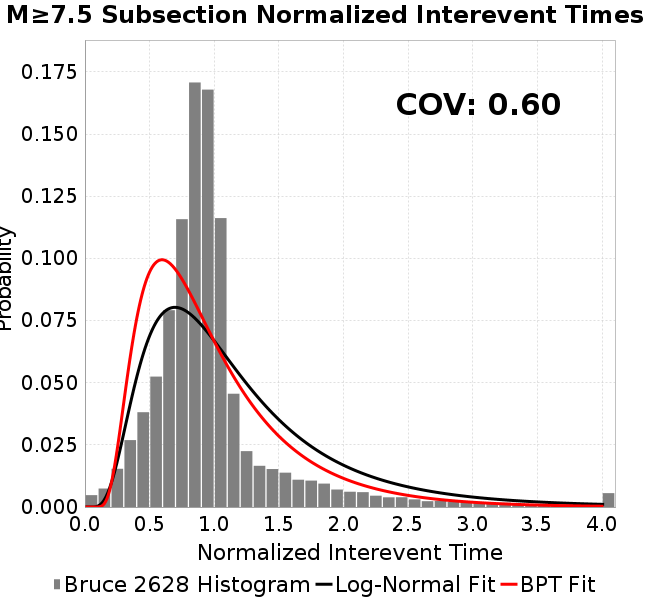 M≥7.5 Subsection Normalized Interevent Times
COV: 0.60
Probability
0.175
0.150
0.125
0.100
0.075
0.050
0.025
0.000
0.0 0.5 1.0 1.5 2.0 2.5 3.0 3.5 4.0
Normalized Interevent Time
Bruce 2628 Histogram Log-Normal Fit BPT Fit